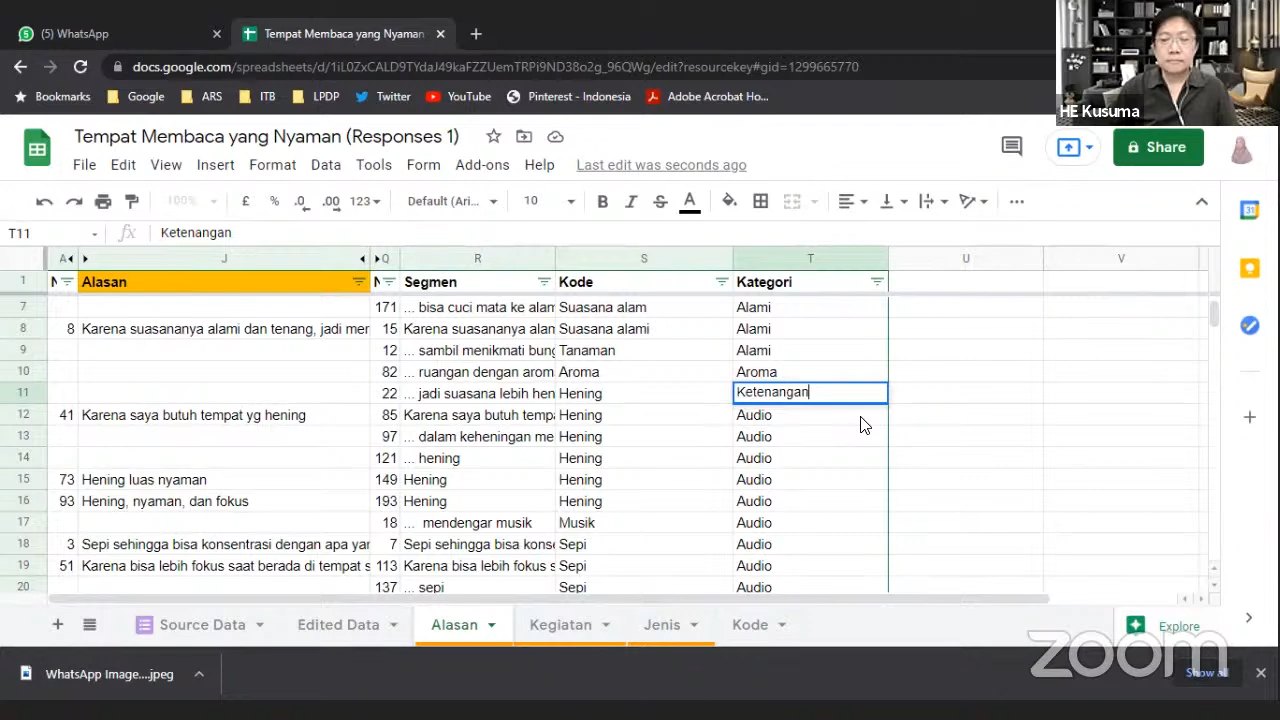 (5) WhatsApp
Tempat Membaca yang Nyaman
docs.google.com/spreadsheets/d/
/edit?resourcekey#gid=1299665770
Bookmarks Google ARS ITB LPDP Twitter YouTube Pinterest - Indonesia Adobe Acrobat Ho...
HE Kusuma
Tempat Membaca yang Nyaman (Responses 1)
File Edit View Insert Format Data Tools Form Add-ons Help Last edit was seconds ago
Share
100% £ % .0 .00 123 Default (Ari... 10 B I S A
T11 fx Ketenangan
A J Q R S T U V
1 N Alasan N Segmen Kode Kategori
7 171 ... bisa cuci mata ke alam Suasana alam Alami
8 8 Karena suasananya alami dan tenang, jadi mer 15 Karena suasananya alam Suasana alami Alami
9 12 ... sambil menikmati bung Tanaman Alami
10 82 ... ruangan dengan arom Aroma Aroma
11 22 ... jadi suasana lebih hen Hening Ketenangan
12 41 Karena saya butuh tempat yg hening 85 Karena saya butuh tempa Hening Audio
13 97 ... dalam keheningan me Hening Audio
14 121 ... hening Hening Audio
15 73 Hening luas nyaman 149 Hening Hening Audio
16 93 Hening, nyaman, dan fokus 193 Hening Hening Audio
17 18 ... mendengar musik Musik Audio
18 3 Sepi sehingga bisa konsentrasi dengan apa yan 7 Sepi sehingga bisa konse Sepi Audio
19 51 Karena bisa lebih fokus saat berada di tempat s 113 Karena bisa lebih fokus s Sepi Audio
20 137 ... sepi Sepi Audio
Source Data Edited Data Alasan Kegiatan Jenis Kode Explore
zoom
WhatsApp Image....jpeg Show all